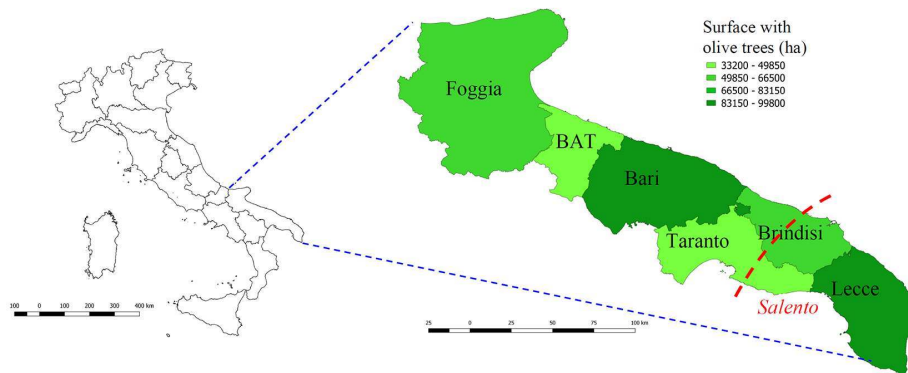 Surface with
olive trees (ha)
33200 - 49850
49850 - 66500
66500 - 83150
83150 - 99800
Foggia
BAT
Bari
Taranto
Brindisi
Lecce
Salento
100 0 100 200 300 400 km
25 0 25 50 75 100 km